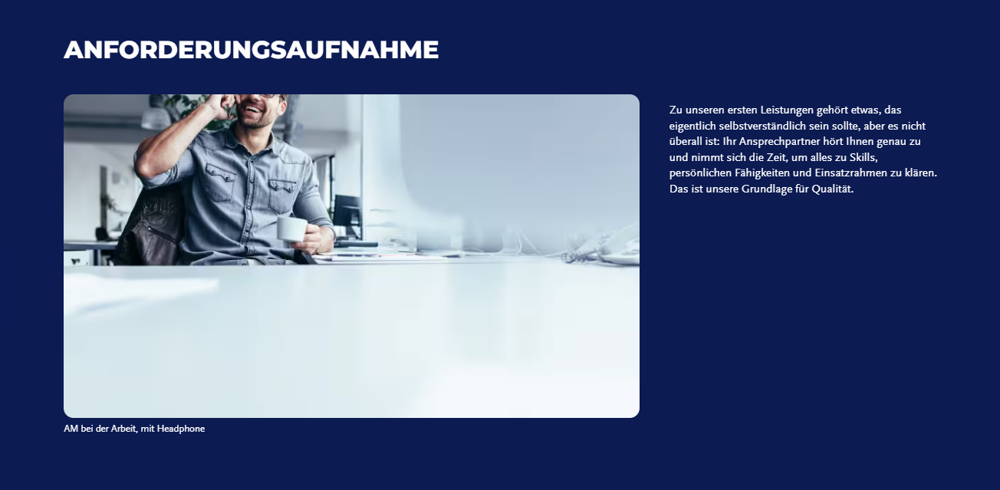 ANFORDERUNGSAUFNAHME
Zu unseren ersten Leistungen gehört etwas, das
eigentlich selbstverständlich sein sollte, aber es nicht
überall ist: Ihr Ansprechpartner hört Ihnen genau zu
und nimmt sich die Zeit, um alles zu Skills,
persönlichen Fähigkeiten und Einsatzrahmen zu klären.
Das ist unsere Grundlage für Qualität.
AM bei der Arbeit, mit Headphone